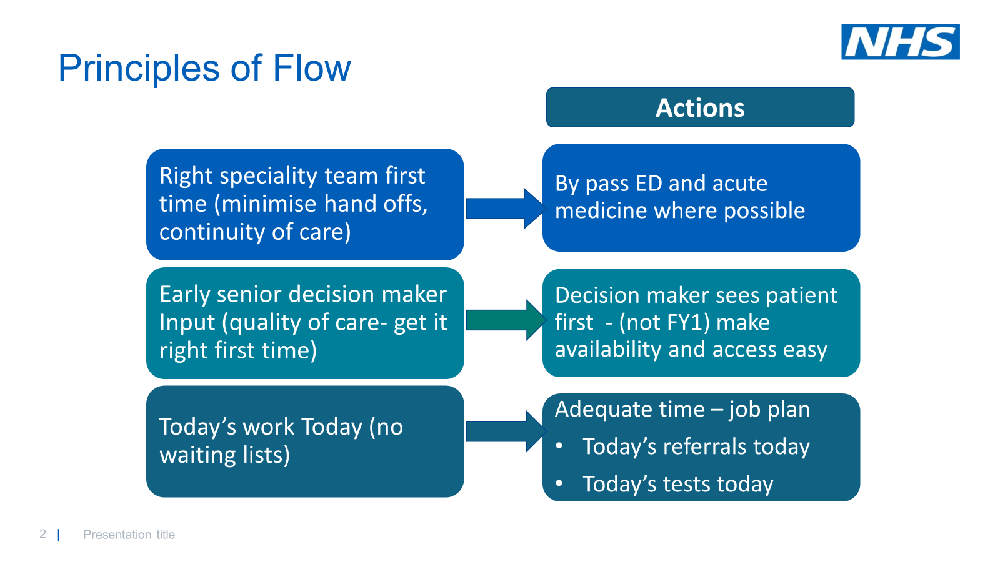 NHS
Principles of Flow
Actions
Right speciality team first
time (minimise hand offs,
continuity of care)
By pass ED and acute
medicine where possible
Early senior decision maker
Input (quality of care- get it
right first time)
Decision maker sees patient
first  - (not FY1) make
availability and access easy
Today’s work Today (no
waiting lists)
Adequate time – job plan
• Today’s referrals today
• Today’s tests today
2 | Presentation title